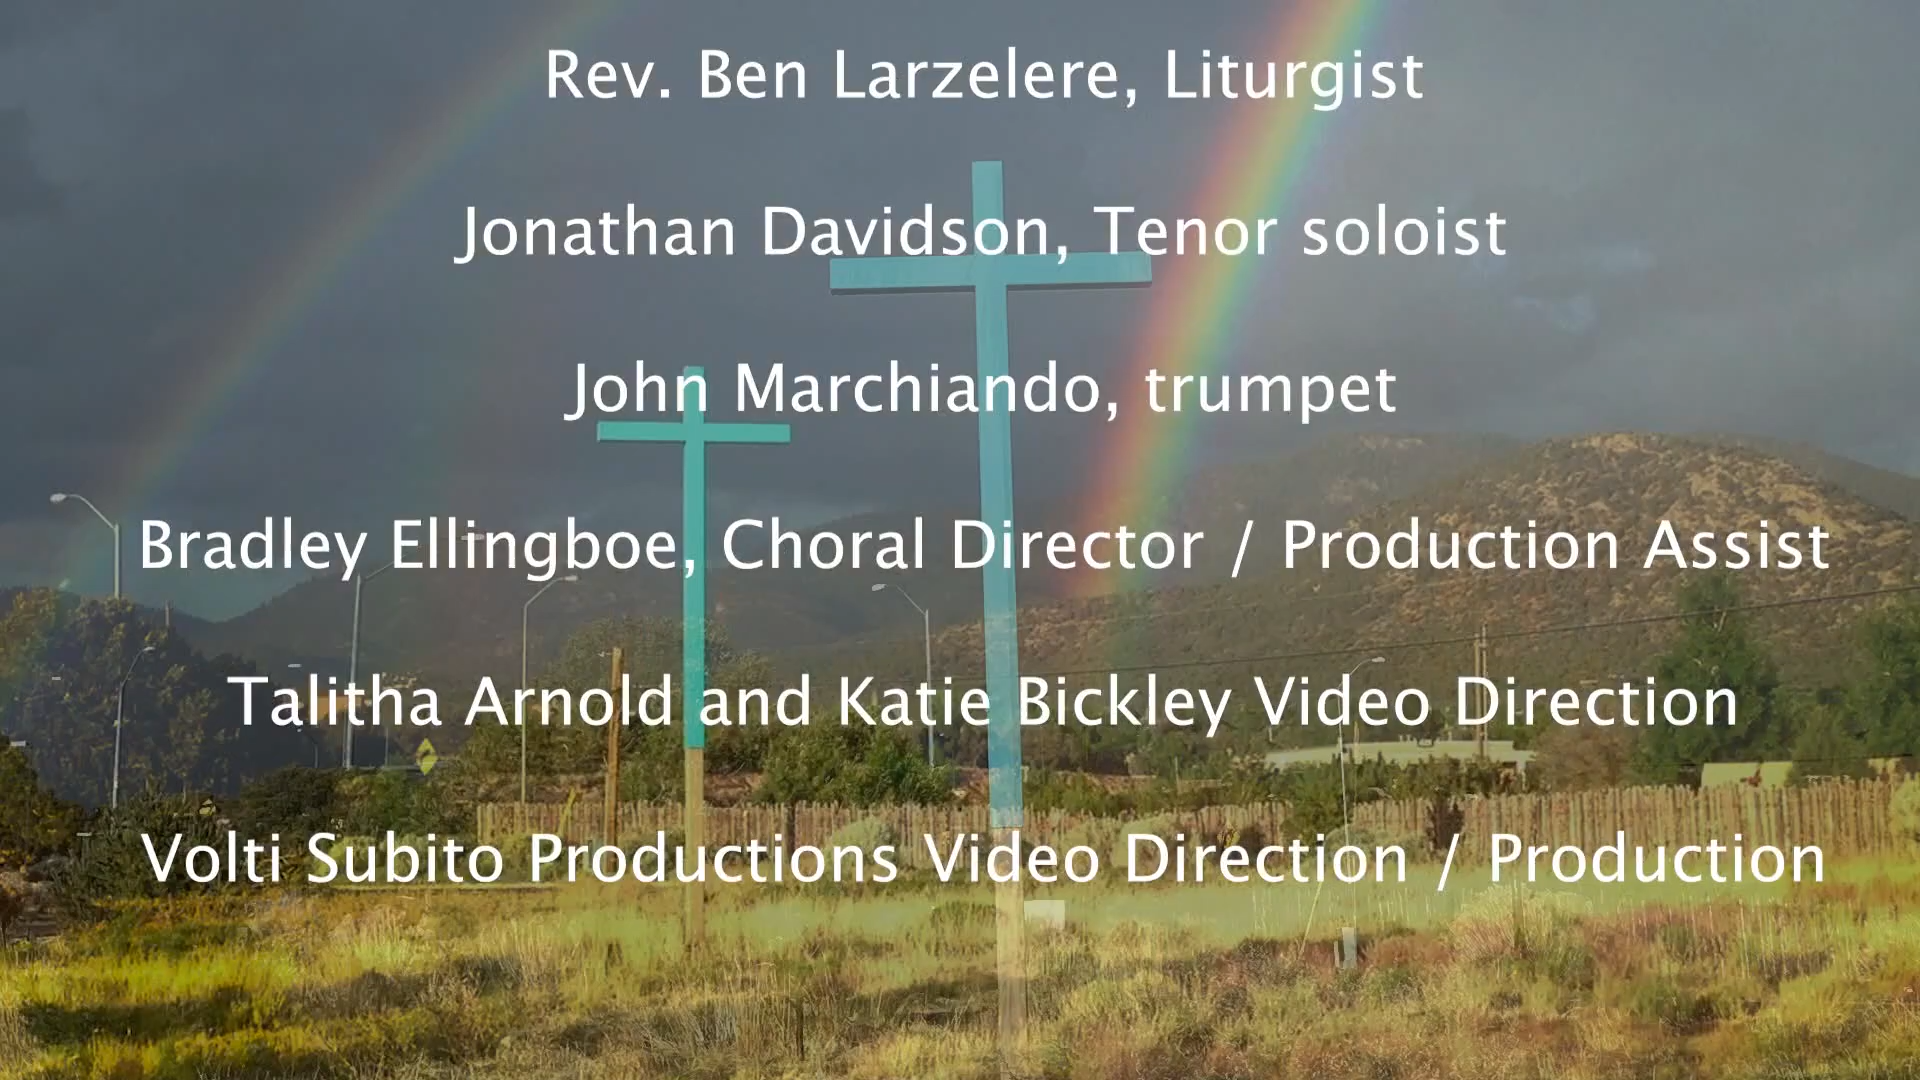 Rev. Ben Larzelere, Liturgist
Jonathan Davidson, Tenor soloist
John Marchiando, trumpet
Bradley Ellingboe, Choral Director / Production Assist
Talitha Arnold and Katie Bickley Video Direction
Volti Subito Productions Video Direction / Production